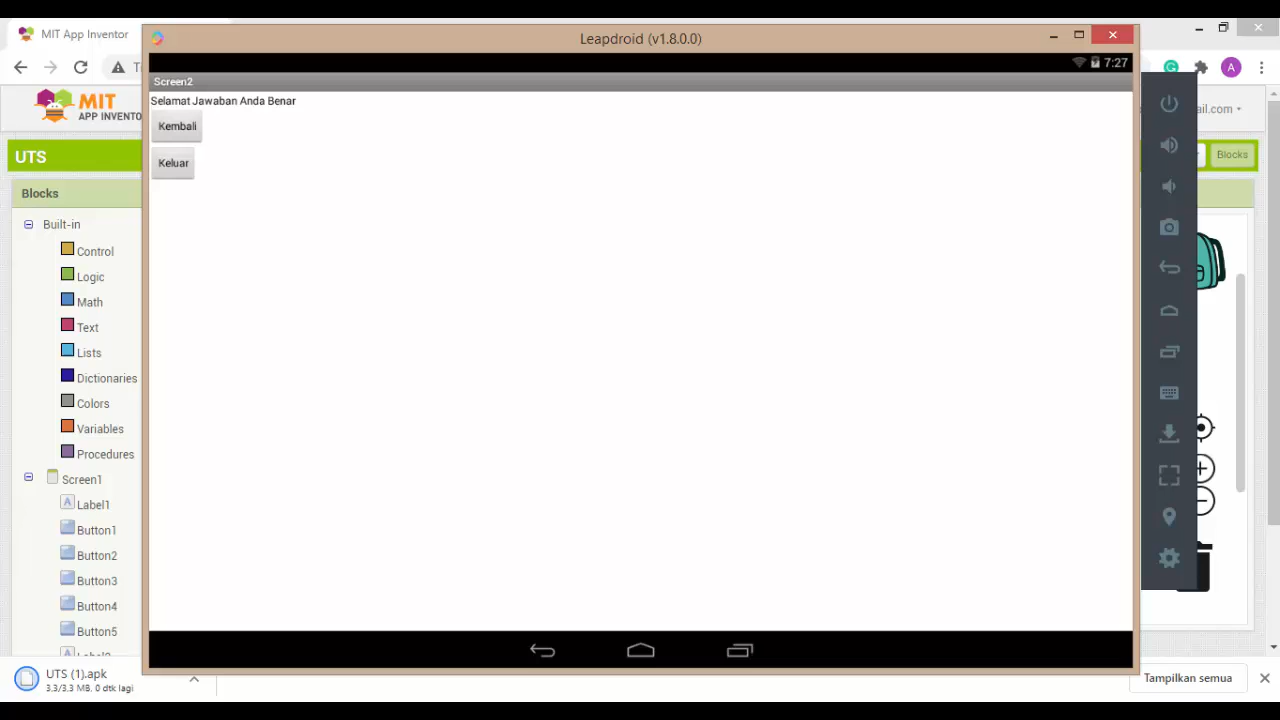 MIT App Inventor
Leapdroid (v1.8.0.0)
7:27
Screen2
Selamat Jawaban Anda Benar
Kembali
Keluar
A
MIT
APP INVENTO
ail.com
UTS
Blocks
Blocks
Built-in
Control
Logic
Math
Text
Lists
Dictionaries
Colors
Variables
Procedures
Screen1
Label1
Button1
Button2
Button3
Button4
Button5
UTS (1).apk
3.3/3.3 MB, 0 dtk lagi
Tampilkan semua